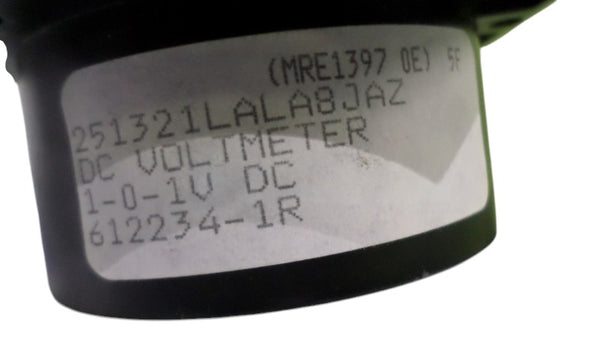 (MRE1397 0E) 5F
251321LALA8JAZ
DC VOLTMETER
1-0-1V DC
612234-1R